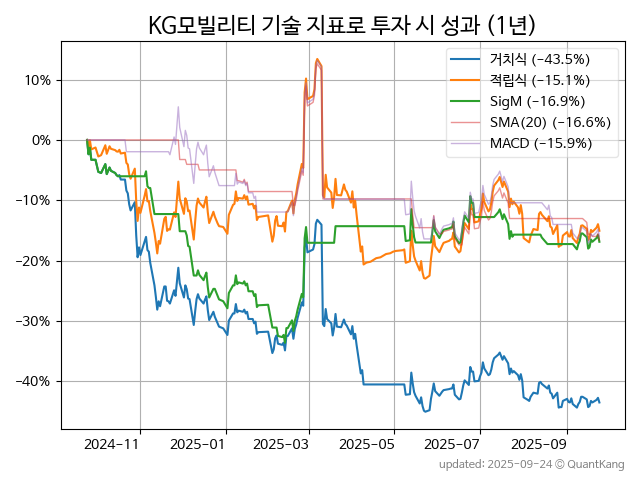 KG모빌리티 기술 지표로 투자 시 성과 (1년)
거치식 (−43.5%)
적립식 (−15.1%)
SigM (−16.9%)
SMA(20) (−16.6%)
MACD (−15.9%)
10%
0%
−10%
−20%
−30%
−40%
2024−11 2025−01 2025−03 2025−05 2025−07 2025−09
updated: 2025−09−24 © QuantKang